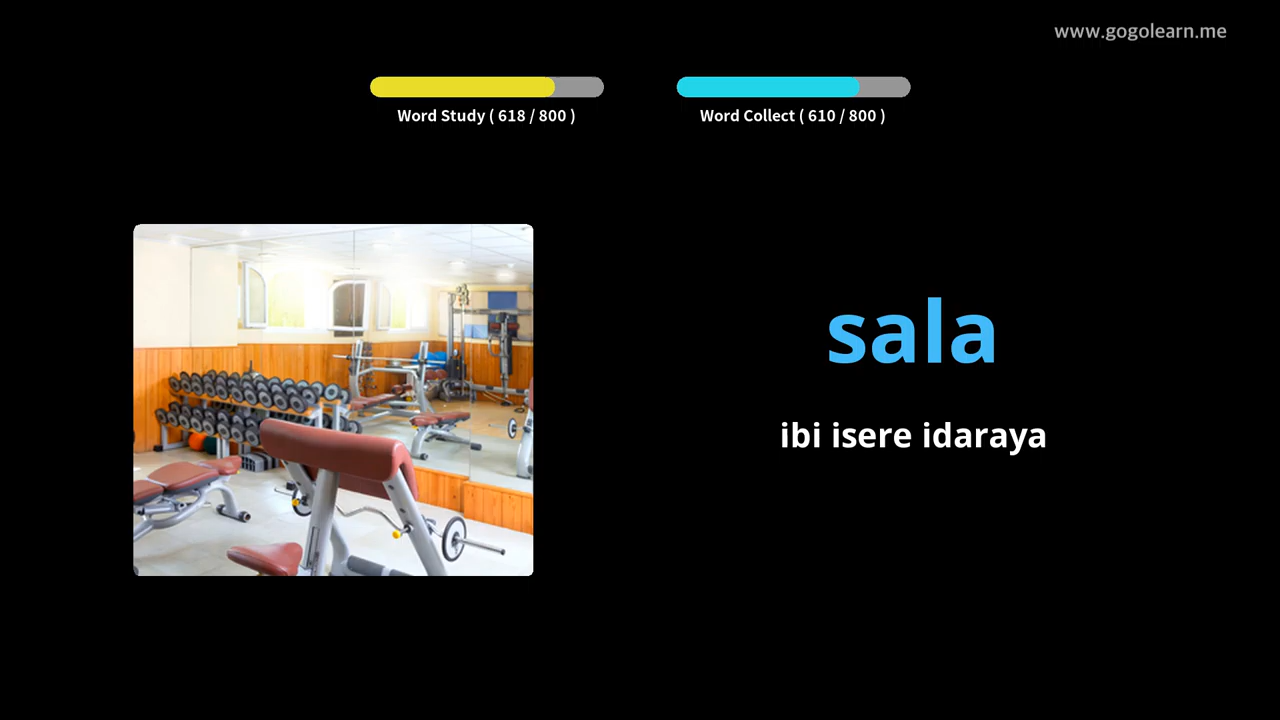 www.gogolearn.me
Word Study ( 618 / 800 )
Word Collect ( 610 / 800 )
sala
ibi isere idaraya